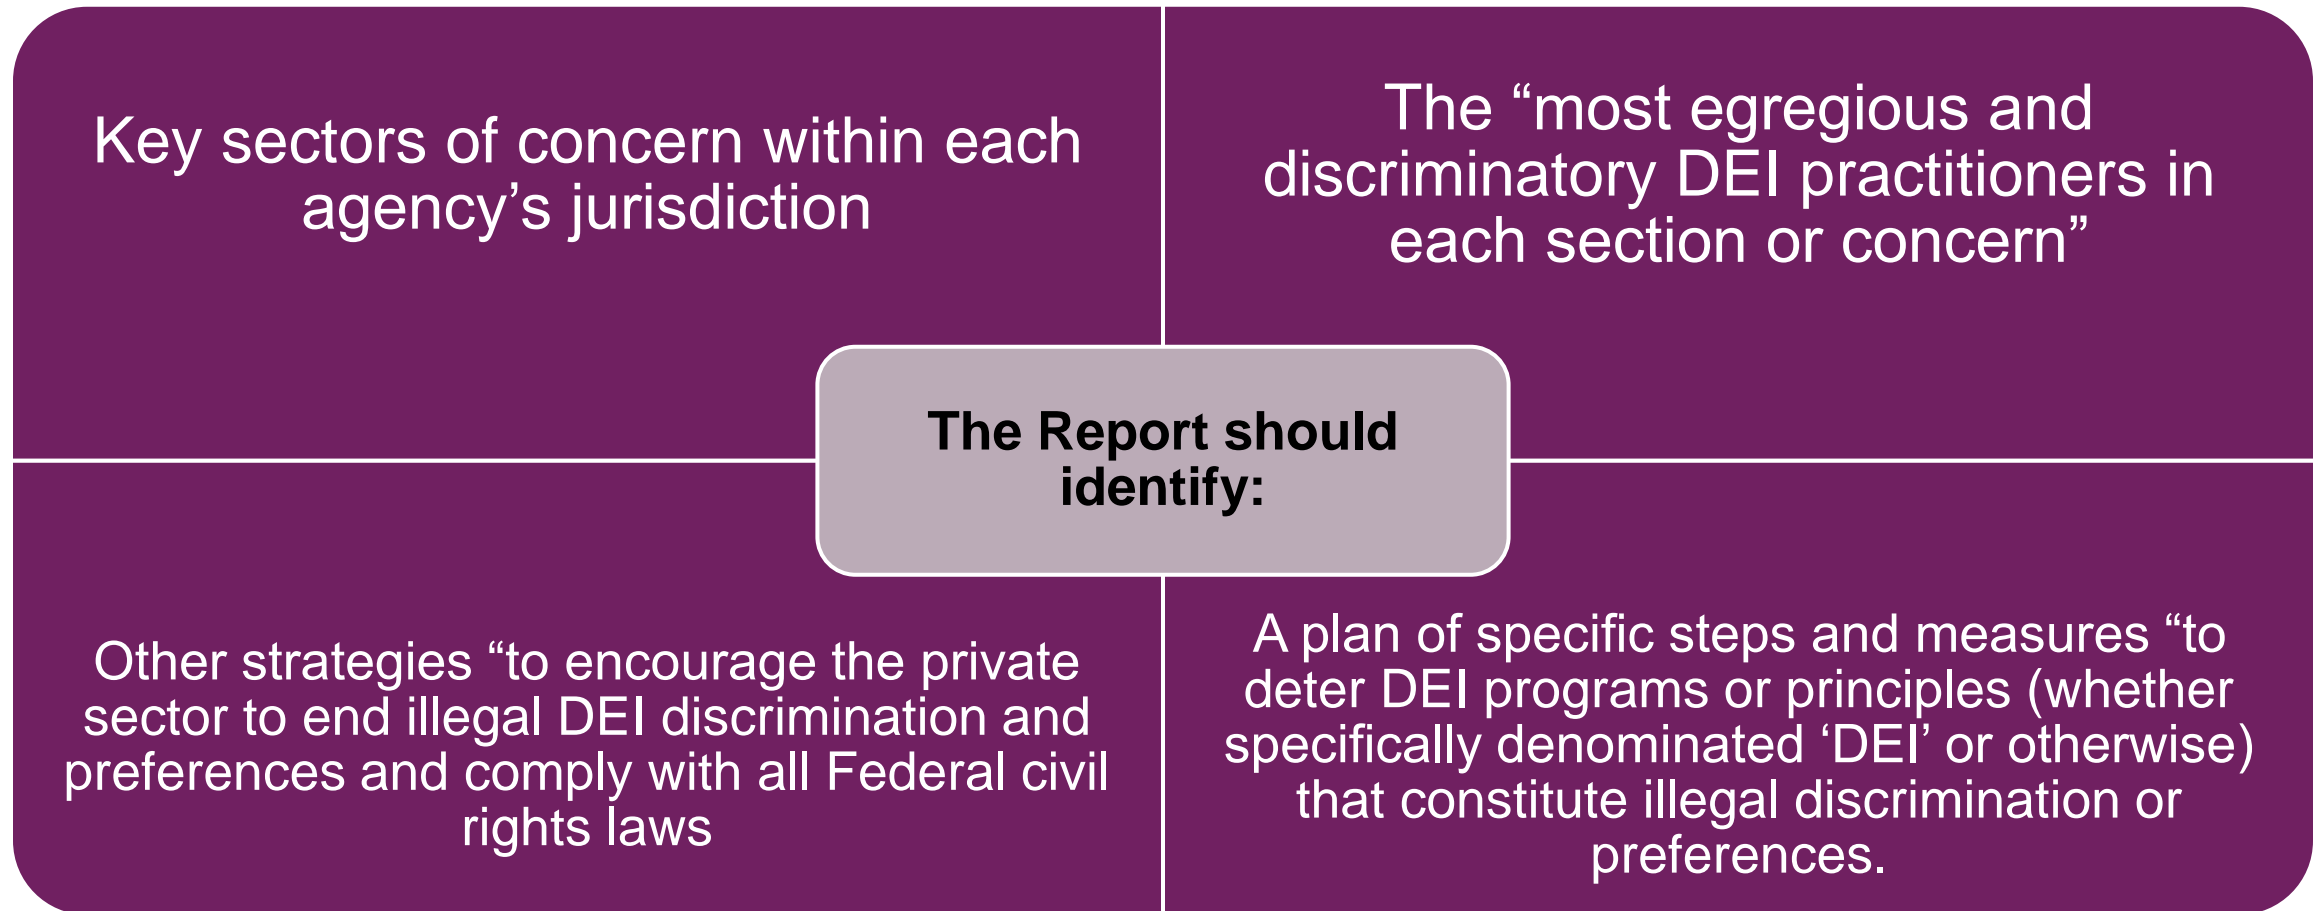 Key sectors of concern within each
agency’s jurisdiction
The “most egregious and
discriminatory DEI practitioners in
each section or concern”
The Report should
identify:
Other strategies “to encourage the private
sector to end illegal DEI discrimination and
preferences and comply with all Federal civil
rights laws
A plan of specific steps and measures “to
deter DEI programs or principles (whether
specifically denominated ‘DEI’ or otherwise)
that constitute illegal discrimination or
preferences.